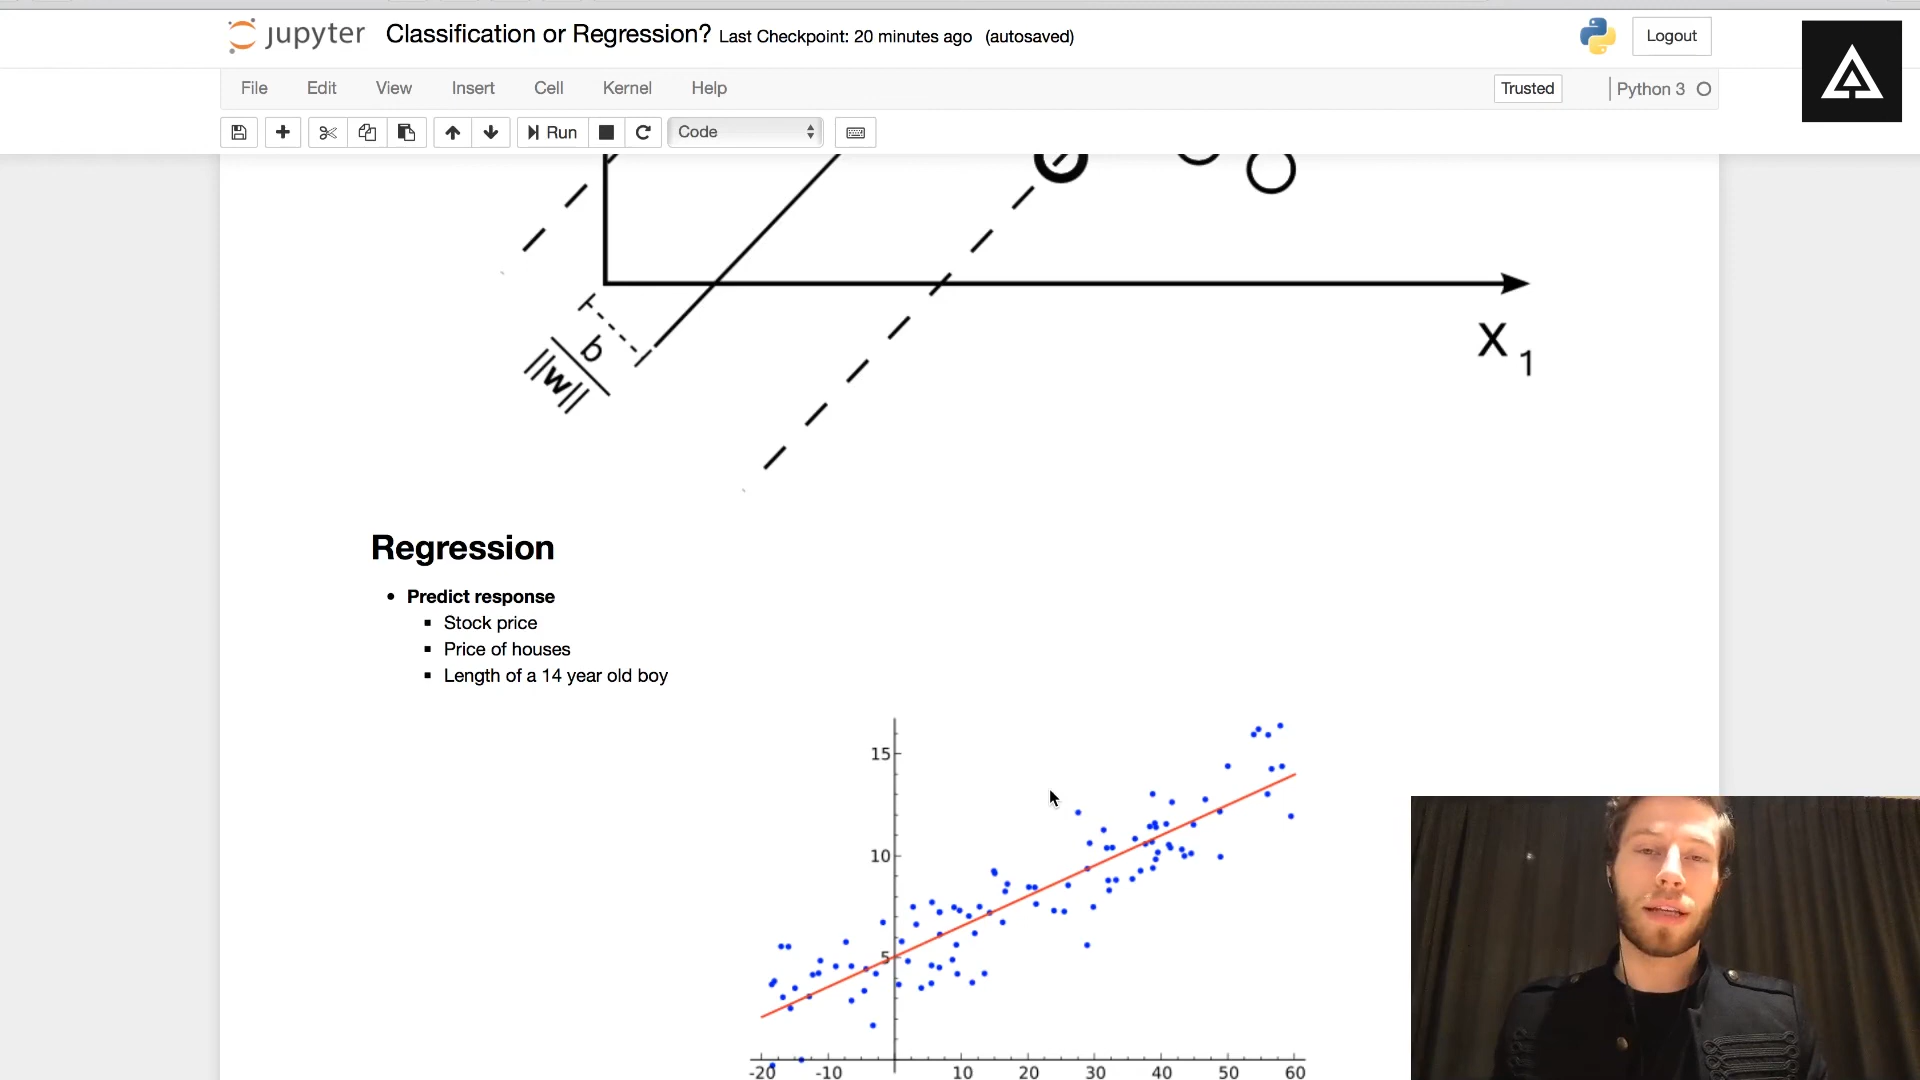 jupyter Classification or Regression? Last Checkpoint: 20 minutes ago (autosaved)
Logout
File Edit View Insert Cell Kernel Help
Trusted
Python 3
Run
Code
X 1
b
||w||
Regression
Predict response
Stock price
Price of houses
Length of a 14 year old boy
15
10
5
-20 -10 10 20 30 40 50 60